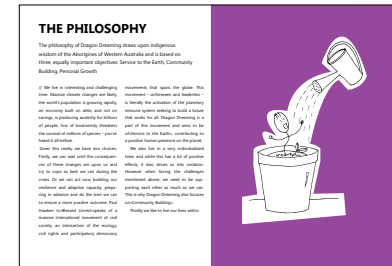 THE PHILOSOPHY
The philosophy of Dragon Dreaming draws upon indigenous
wisdom of the Aborigines of Western Australia and is based on
three, equally important objectives: Service to the Earth, Community
Building, Personal Growth
// We live in interesting and challenging
time. Massive climate changes are likely,
the world's population is growing rapidly,
an economy built on debt, and not on
savings, is producing austerity for billions
of people, loss of biodiversity threatens
the survival of millions of species – you've
heard it all before.
Given this reality we have two choices.
Firstly, we can wait until the consequen-
ces of these changes are upon us and
try to cope as best we can during the
crises. Or we can act now, building our
resilience and adaptive capacity, prepa-
ring in advance and do the best we can
to ensure a more positive outcome. Paul
Hawken in»Blessed Unrest«speaks of a
massive international movement of civil
society, an intersection of the ecology,
civil rights and participatory democracy
movements that spans the globe. This
movement – unforeseen and leaderless –
is literally the activation of the planetary
immune system seeking to build a future
that works for all. Dragon Dreaming is a
part of this movement and aims to be
of»Service to the Earth«, contributing to
a positive human presence on the planet.
We also live in a very individualised
time, and while this has a lot of positive
effects, it also drives us into isolation.
However when facing the challenges
mentioned above, we need to be sup-
porting each other as much as we can.
This is why Dragon Dreaming also focuses
on»Community Building«.
Thirdly we like to live our lives within